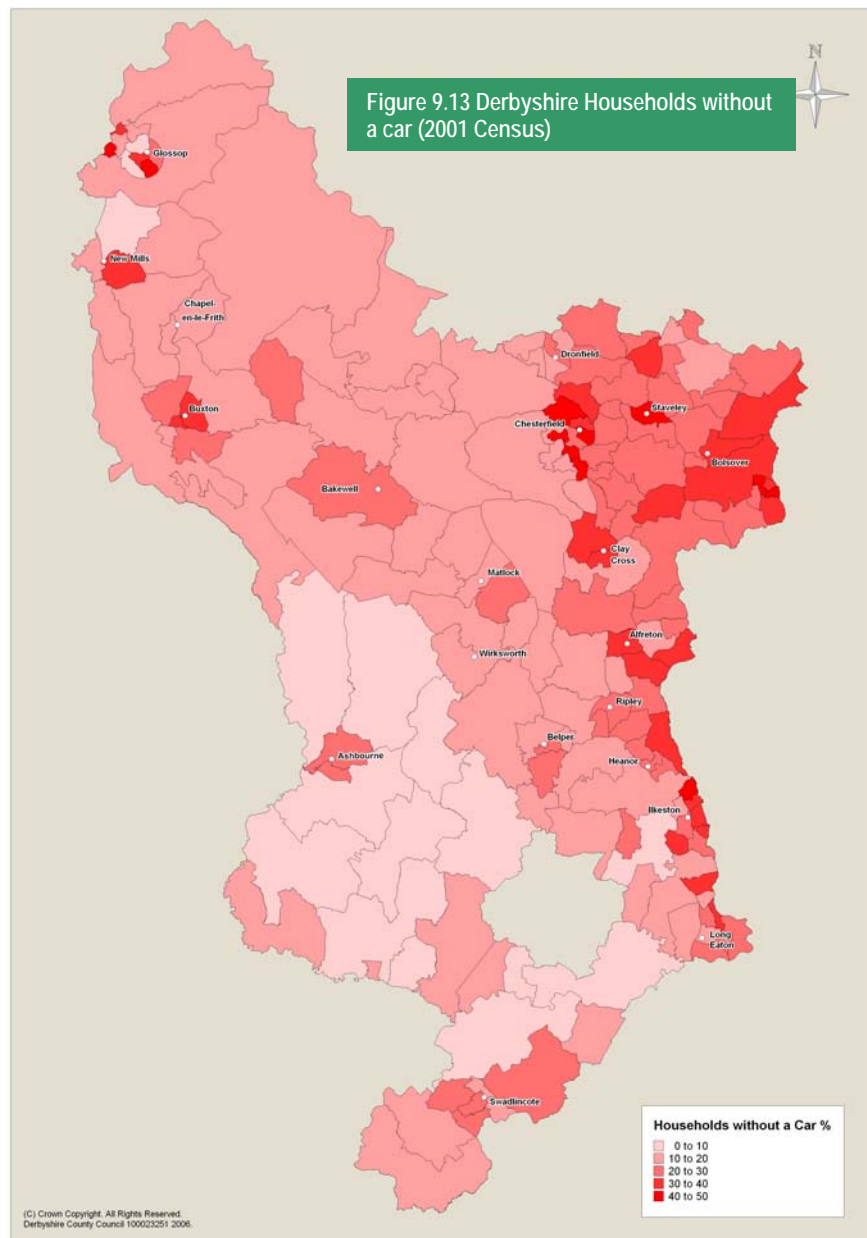 Figure 9.13 Derbyshire Households without
a car (2001 Census)
N
Glossop
New Mills
Chapel-
en-le-Frith
Dronfield
Buxton
Staveley
Chesterfield
Bolsover
Bakewell
Clay
Cross
Matlock
Alfreton
Wirksworth
Ripley
Belper
Ashbourne
Heanor
Ilkeston
Long
Eaton
Swadlincote
Households without a Car %
0 to 10
10 to 20
20 to 30
30 to 40
40 to 50
(C) Crown Copyright. All Rights Reserved.
Derbyshire County Council 100023251 2006.